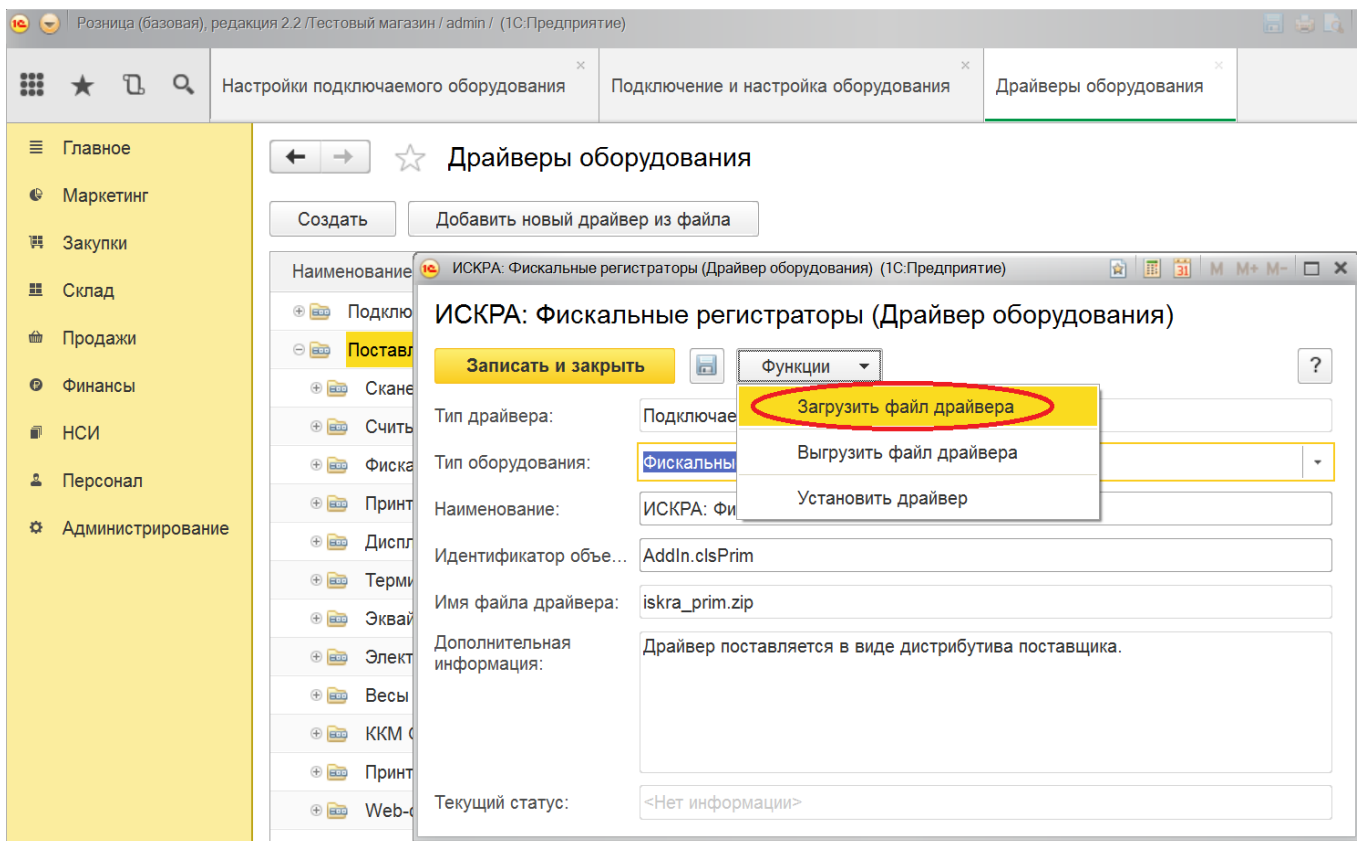 Розница (базовая), редакция 2.2 /Тестовый магазин / admin / (1С:Предприятие)
Настройки подключаемого оборудования
Подключение и настройка оборудования
Драйверы оборудования
Главное
Маркетинг
Закупки
Склад
Продажи
Финансы
НСИ
Персонал
Администрирование
Драйверы оборудования
Создать
Добавить новый драйвер из файла
Наименование
Подклю
Поставл
Скане
Считы
Фиска
Принт
Диспл
Терми
Эквай
Элект
Весы
ККМ
Принт
Web-
ИСКРА: Фискальные регистраторы (Драйвер оборудования) (1С:Предприятие)
31 M M+ M-
ИСКРА: Фискальные регистраторы (Драйвер оборудования)
Записать и закрыть
Функции
?
Загрузить файл драйвера
Выгрузить файл драйвера
Установить драйвер
Тип драйвера: Подключае
Тип оборудования: Фискальны
Наименование: ИСКРА: Фи
Идентификатор объе... AddIn.clsPrim
Имя файла драйвера: iskra_prim.zip
Дополнительная
информация:
Драйвер поставляется в виде дистрибутива поставщика.
Текущий статус: <Нет информации>